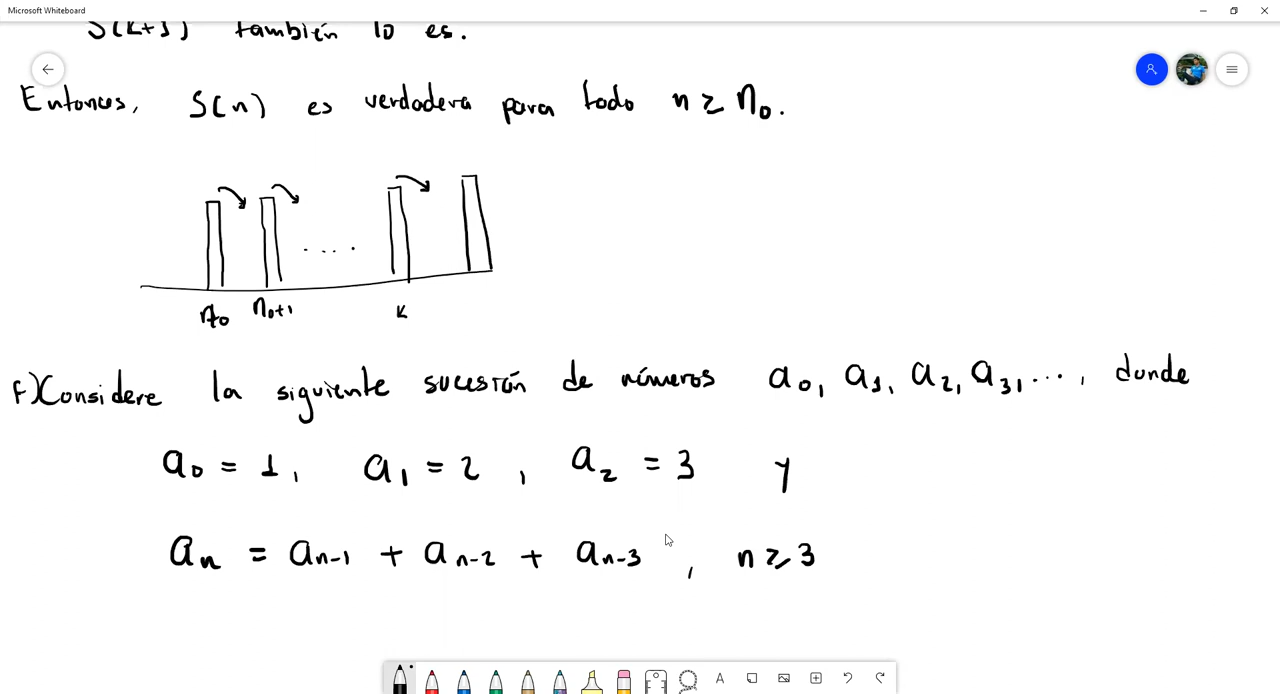 Microsoft Whiteboard
S(k+1) también lo es.
Entonces, S(n) es verdadera para todo n ≥ n₀.
n₀ n₀+1 k
f) Considere la siguiente sucesión de números a₀, a₁, a₂, a₃, ..., donde
a₀ = 1, a₁ = 2, a₂ = 3 y
aₙ = aₙ₋₁ + aₙ₋₂ + aₙ₋₃, n ≥ 3
A